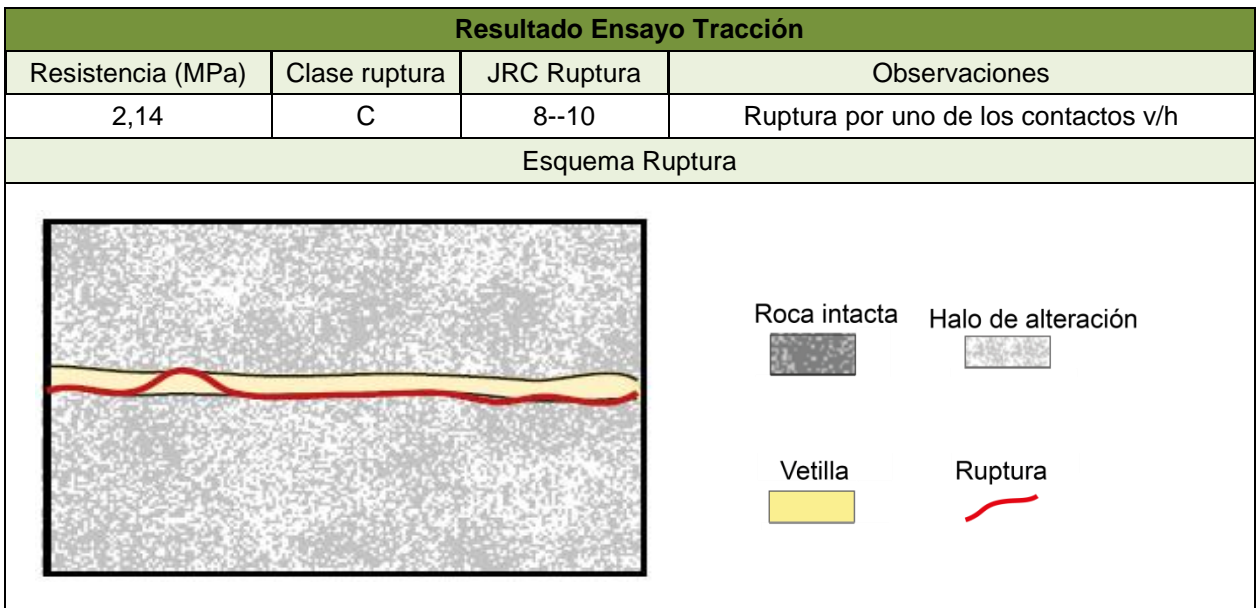 Resultado Ensayo Tracción
Resistencia (MPa) Clase ruptura JRC Ruptura Observaciones
2,14 C 8--10 Ruptura por uno de los contactos v/h
Esquema Ruptura
Roca intacta Halo de alteración
Vetilla Ruptura